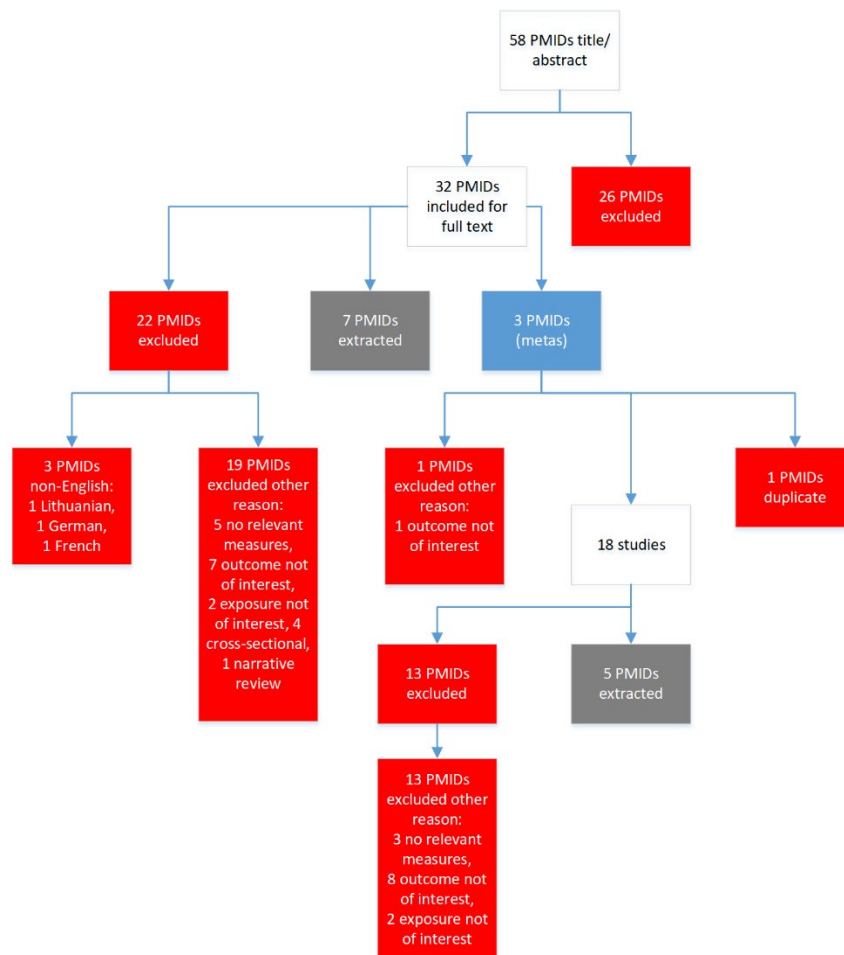 58 PMIDs title/
abstract
32 PMIDs
included for
full text
26 PMIDs
excluded
22 PMIDs
excluded
7 PMIDs
extracted
3 PMIDs
(metas)
3 PMIDs
non-English:
1 Lithuanian,
1 German,
1 French
19 PMIDs
excluded other
reason:
5 no relevant
measures,
7 outcome not
of interest,
2 exposure not
of interest, 4
cross-sectional,
1 narrative
review
1 PMIDs
excluded other
reason:
1 outcome not
of interest
18 studies
1 PMIDs
duplicate
13 PMIDs
excluded
5 PMIDs
extracted
13 PMIDs
excluded other
reason:
3 no relevant
measures,
8 outcome not
of interest,
2 exposure not
of interest